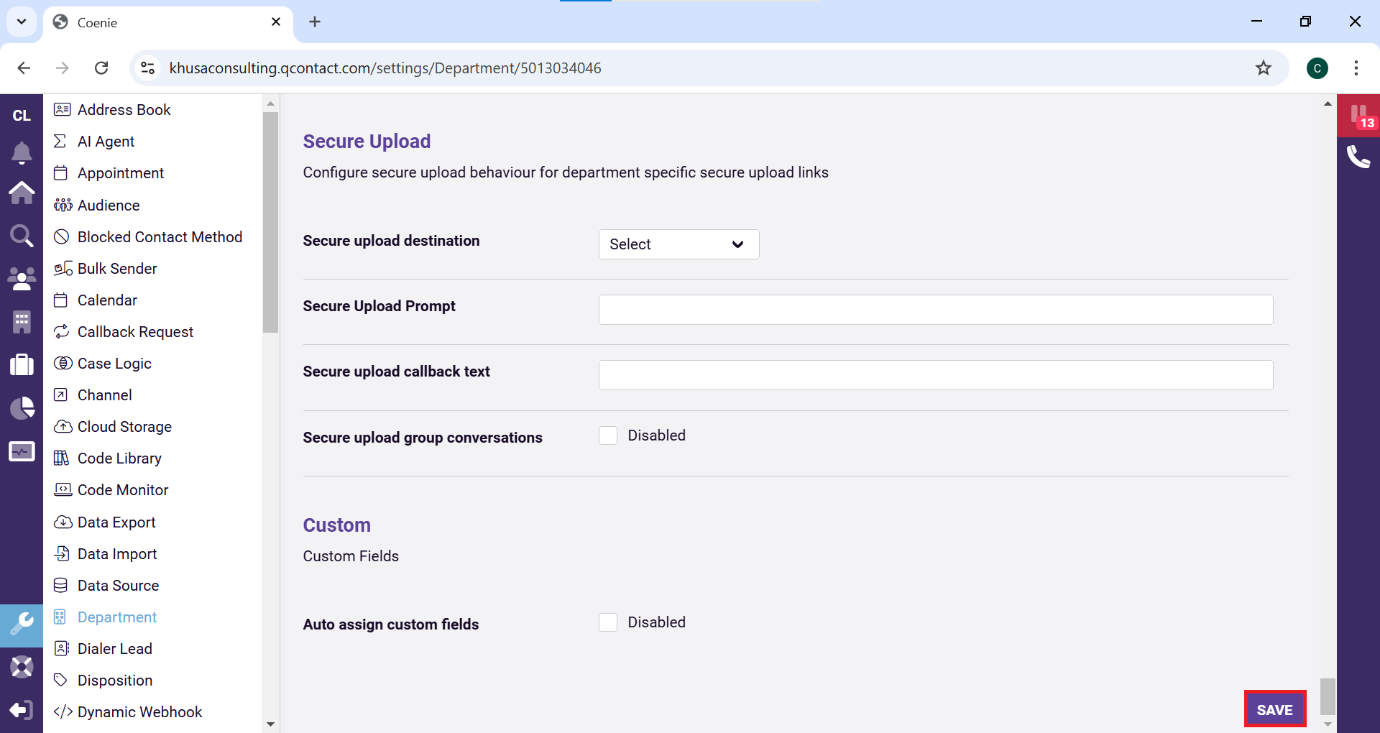 Coenie
khusaconsulting.qcontact.com/settings/Department/5013034046
C
CL
13
Address Book
AI Agent
Appointment
Audience
Blocked Contact Method
Bulk Sender
Calendar
Callback Request
Case Logic
Channel
Cloud Storage
Code Library
Code Monitor
Data Export
Data Import
Data Source
Department
Dialer Lead
Disposition
Dynamic Webhook
Secure Upload
Configure secure upload behaviour for department specific secure upload links
Secure upload destination
Select
Secure Upload Prompt
Secure upload callback text
Secure upload group conversations
Disabled
Custom
Custom Fields
Auto assign custom fields
Disabled
SAVE